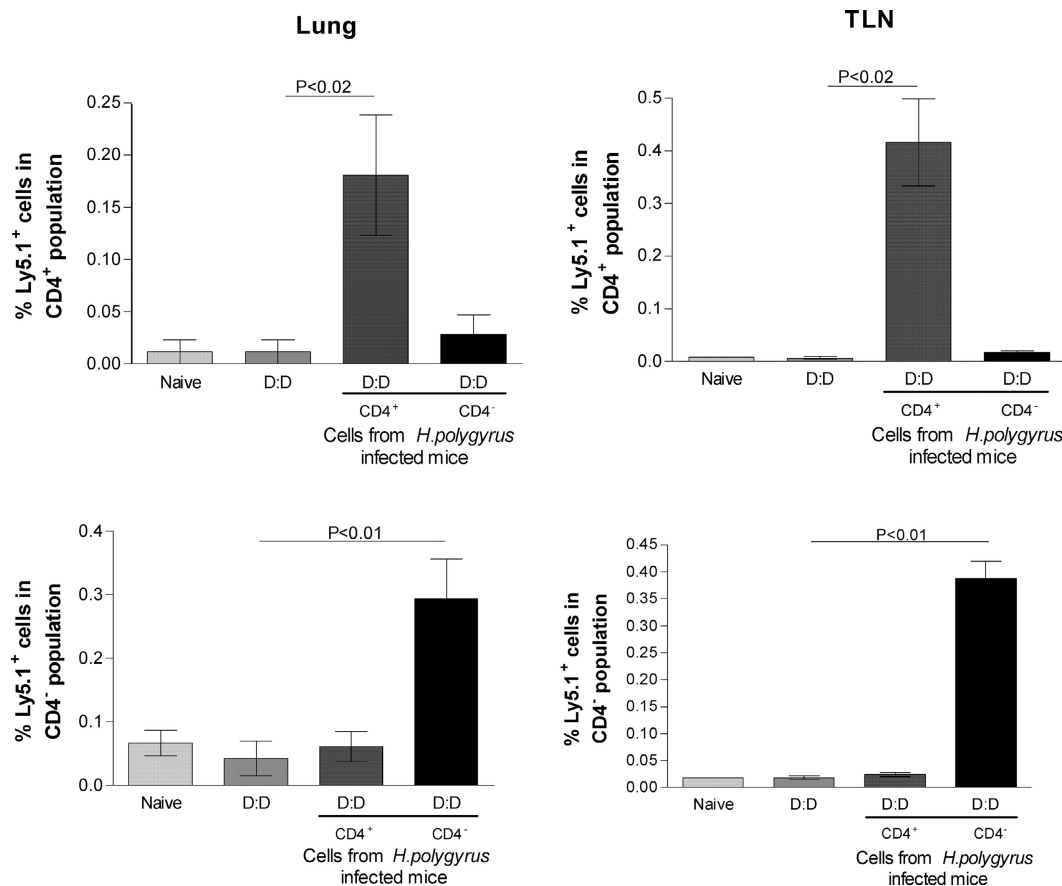 Lung
P<0.02
% Ly5.1+ cells in
CD4+ population
0.25
0.20
0.15
0.10
0.05
0.00
Naive D:D D:D D:D
CD4+ CD4-
Cells from H.polygyrus
infected mice
TLN
P<0.02
% Ly5.1+ cells in
CD4+ population
0.5
0.4
0.3
0.2
0.1
0.0
Naive D:D D:D D:D
CD4+ CD4-
Cells from H.polygyrus
infected mice
P<0.01
% Ly5.1+ cells in
CD4- population
0.4
0.3
0.2
0.1
0.0
Naive D:D D:D D:D
CD4+ CD4-
Cells from H.polygyrus
infected mice
P<0.01
% Ly5.1+ cells in
CD4- population
0.45
0.40
0.35
0.30
0.25
0.20
0.15
0.10
0.05
0.00
Naive D:D D:D D:D
CD4+ CD4-
Cells from H.polygyrus
infected mice